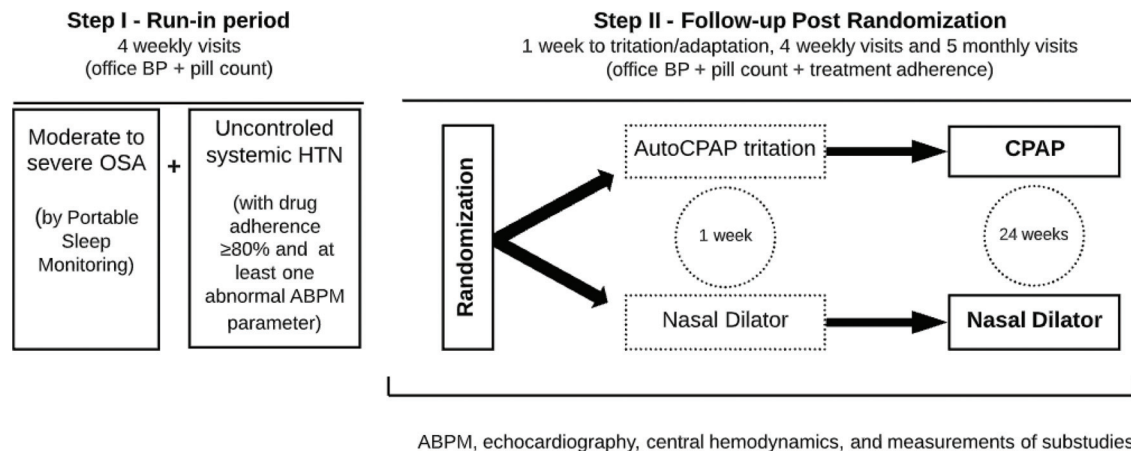 Step I - Run-in period
4 weekly visits
(office BP + pill count)
Step II - Follow-up Post Randomization
1 week to tritation/adaptation, 4 weekly visits and 5 monthly visits
(office BP + pill count + treatment adherence)
Moderate to
severe OSA
(by Portable
Sleep
Monitoring)
+
Uncontroled
systemic HTN
(with drug
adherence
≥80% and at
least one
abnormal ABPM
parameter)
Randomization
AutoCPAP tritation
CPAP
1 week
24 weeks
Nasal Dilator
Nasal Dilator
ABPM, echocardiography, central hemodynamics, and measurements of substudies